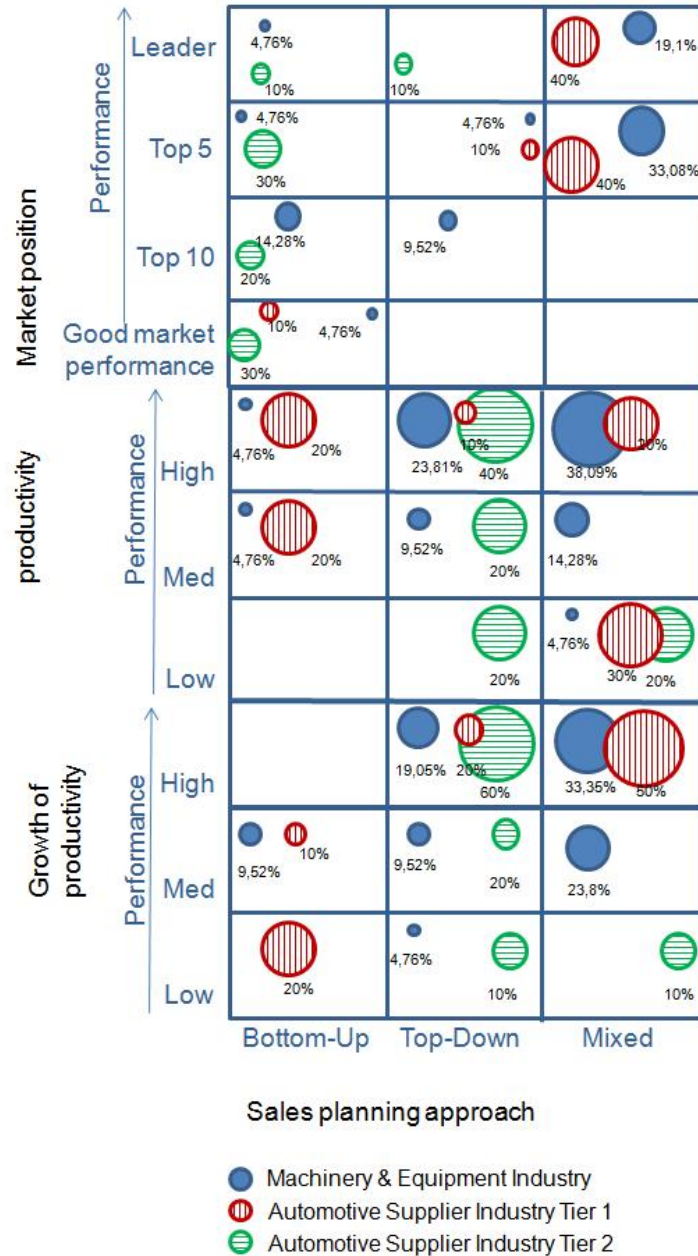 Market position
Performance
Leader
4,76%
10%
10%
40%
19,1%
Top 5
4,76%
30%
4,76%
10%
40%
33,08%
Top 10
14,28%
20%
9,52%
Good market
performance
10%
4,76%
30%
productivity
Performance
High
4,76%
20%
10%
23,81%
40%
20%
38,09%
Med
4,76%
20%
9,52%
20%
14,28%
Low
20%
4,76%
30%
20%
Growth of
productivity
Performance
High
19,05%
20%
60%
33,35%
50%
Med
9,52%
10%
9,52%
20%
23,8%
Low
20%
4,76%
10%
10%
Bottom-Up
Top-Down
Mixed
Sales planning approach
Machinery & Equipment Industry
Automotive Supplier Industry Tier 1
Automotive Supplier Industry Tier 2